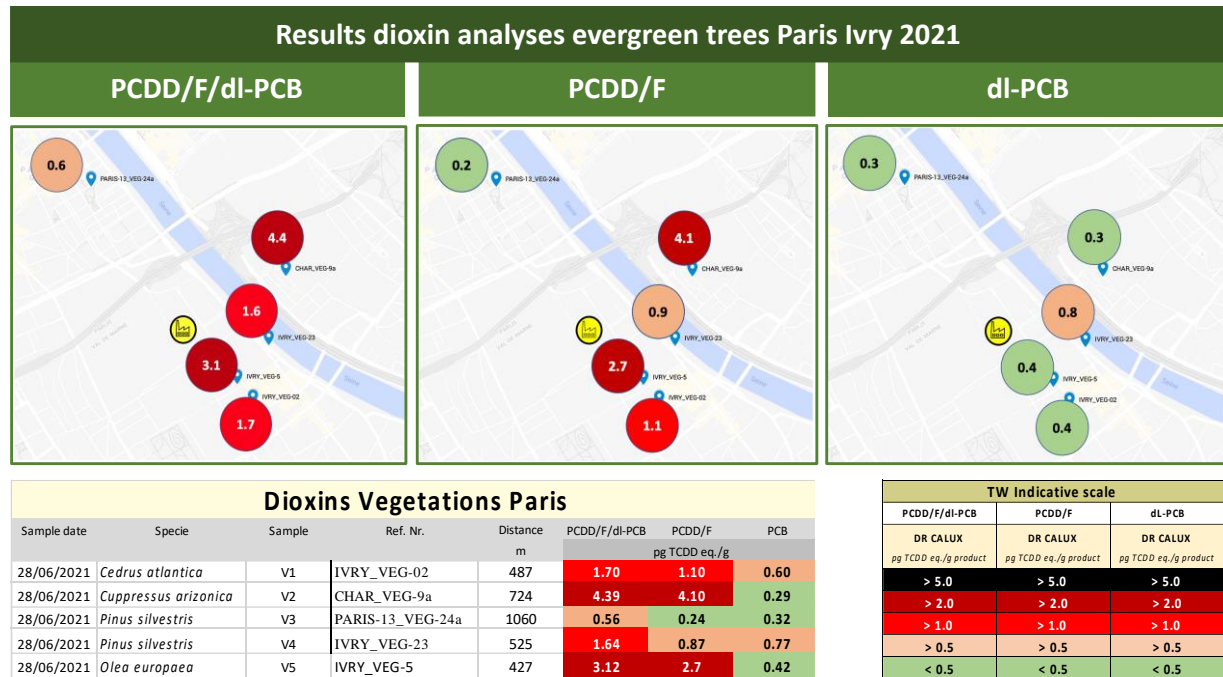 Results dioxin analyses evergreen trees Paris Ivry 2021
PCDD/F/dl-PCB
PCDD/F
dl-PCB
0.6
PARIS-13_VEG-24a
Seine
4.4
CHAR_VEG-9a
1.6
IVRY_VEG-23
3.1
IVRY_VEG-5
IVRY_VEG-02
Seine
1.7
0.2
PARIS-13_VEG-24a
Seine
4.1
CHAR_VEG-9a
0.9
IVRY_VEG-23
2.7
IVRY_VEG-5
IVRY_VEG-02
Seine
1.1
0.3
PARIS-13_VEG-24a
Seine
0.3
CHAR_VEG-9a
0.8
IVRY_VEG-23
0.4
IVRY_VEG-5
IVRY_VEG-02
Seine
0.4
Dioxins Vegetations Paris
Sample date Specie Sample Ref. Nr. Distance PCDD/F/dl-PCB PCDD/F PCB
m pg TCDD eq./g
28/06/2021 Cedrus atlantica V1 IVRY_VEG-02 487 1.70 1.10 0.60
28/06/2021 Cuppressus arizonica V2 CHAR_VEG-9a 724 4.39 4.10 0.29
28/06/2021 Pinus silvestris V3 PARIS-13_VEG-24a 1060 0.56 0.24 0.32
28/06/2021 Pinus silvestris V4 IVRY_VEG-23 525 1.64 0.87 0.77
28/06/2021 Olea europaea V5 IVRY_VEG-5 427 3.12 2.7 0.42
TW Indicative scale
PCDD/F/dl-PCB PCDD/F dL-PCB
DR CALUX DR CALUX DR CALUX
pg TCDD eq./g product pg TCDD eq./g product pg TCDD eq./g product
> 5.0 > 5.0 > 5.0
> 2.0 > 2.0 > 2.0
> 1.0 > 1.0 > 1.0
> 0.5 > 0.5 > 0.5
< 0.5 < 0.5 < 0.5